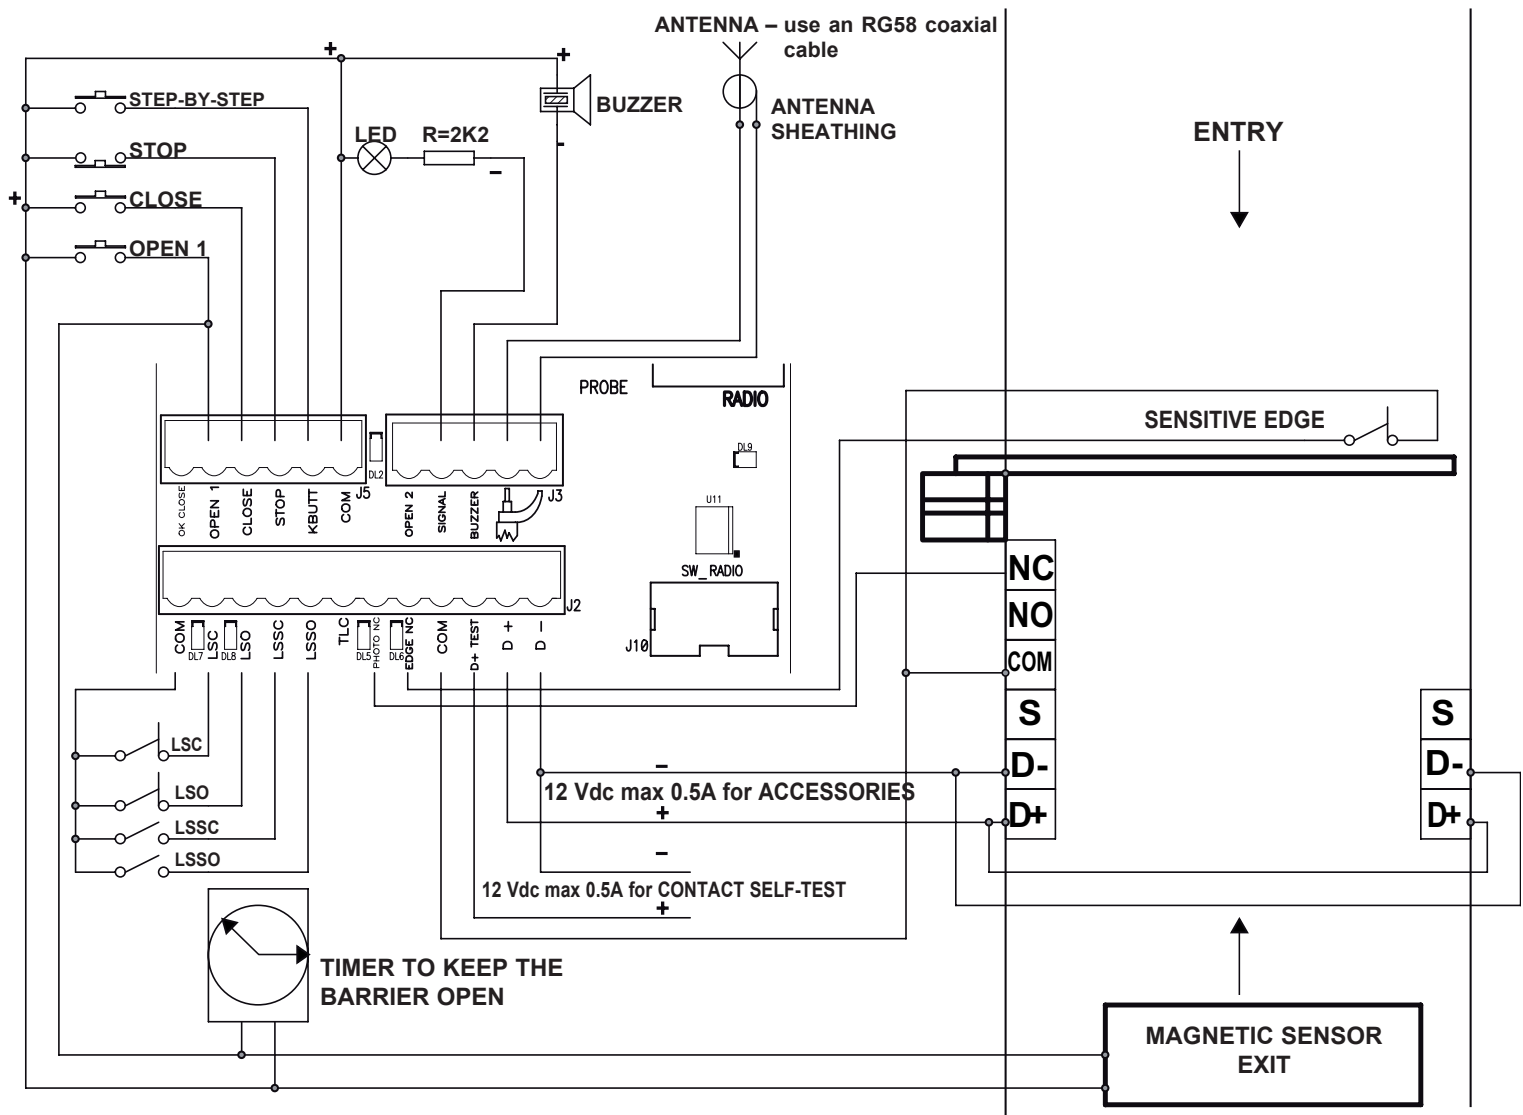 ANTENNA – use an RG58 coaxial
cable
+
+
STEP-BY-STEP
BUZZER
ANTENNA
SHEATHING
ENTRY
LED
R=2K2
-
–
STOP
+
CLOSE
OPEN 1
PROBE
RADIO
SENSITIVE EDGE
DL9
DL2
J5
J3
OK CLOSE
OPEN 1
CLOSE
STOP
KBUTT
COM
OPEN 2
SIGNAL
BUZZER
U11
SW_RADIO
J10
J2
COM
DL7
LSC
DL8
LSO
LSSC
LSSO
TLC
DL5
PHOTO NC
DL6
EDGE NC
COM
D+ TEST
D +
D -
NC
NO
COM
S
D-
D+
S
D-
D+
LSC
LSO
LSSC
LSSO
–
12 Vdc max 0.5A for ACCESSORIES
+
–
12 Vdc max 0.5A for CONTACT SELF-TEST
+
TIMER TO KEEP THE
BARRIER OPEN
MAGNETIC SENSOR
EXIT